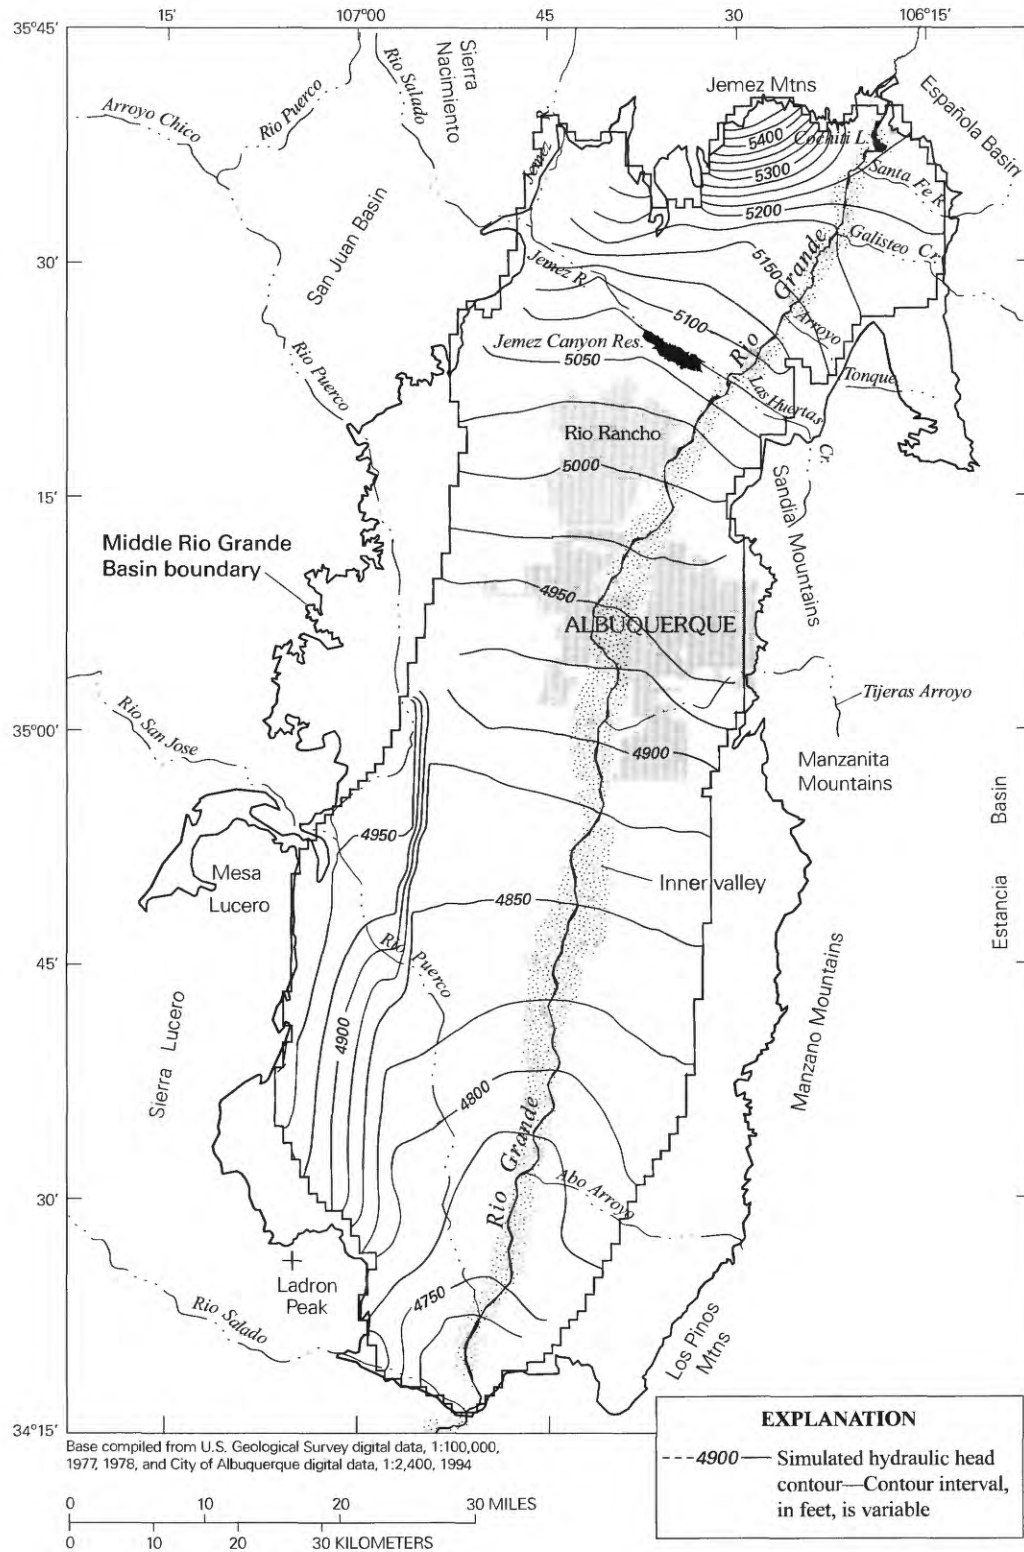 15'
107°00'
45
30
106°15'
35°45'
Sierra
Nacimiento
Jemez Mtns
Española Basin
Arroyo Chico
Rio Puerco
Rio Salado
Jemez R.
5400
Cochiti L.
5300
Santa Fe R
5200
San Juan Basin
Galisteo Cr.
30'
Jemez R.
5150
Rio Grande
Arroyo
5100
Jemez Canyon Res.
5050
Rio Puerco
Tonque
Las Huertas Cr.
Rio Rancho
5000
15'
Sandia Mountains
Middle Rio Grande
Basin boundary
4950
ALBUQUERQUE
Tijeras Arroyo
Rio San Jose
35°00'
4900
Manzanita
Mountains
Estancia Basin
4950
Mesa
Lucero
Inner valley
4850
Rio Puerco
45'
4900
Sierra Lucero
Manzano Mountains
4800
Rio Grande
Abo Arroyo
30'
Ladron
Peak
4750
Rio Salado
Los Pinos
Mtns
34°15'
Base compiled from U.S. Geological Survey digital data, 1:100,000,
1977, 1978, and City of Albuquerque digital data, 1:2,400, 1994
EXPLANATION
4900 Simulated hydraulic head
contour—Contour interval,
in feet, is variable
0 10 20 30 MILES
0 10 20 30 KILOMETERS